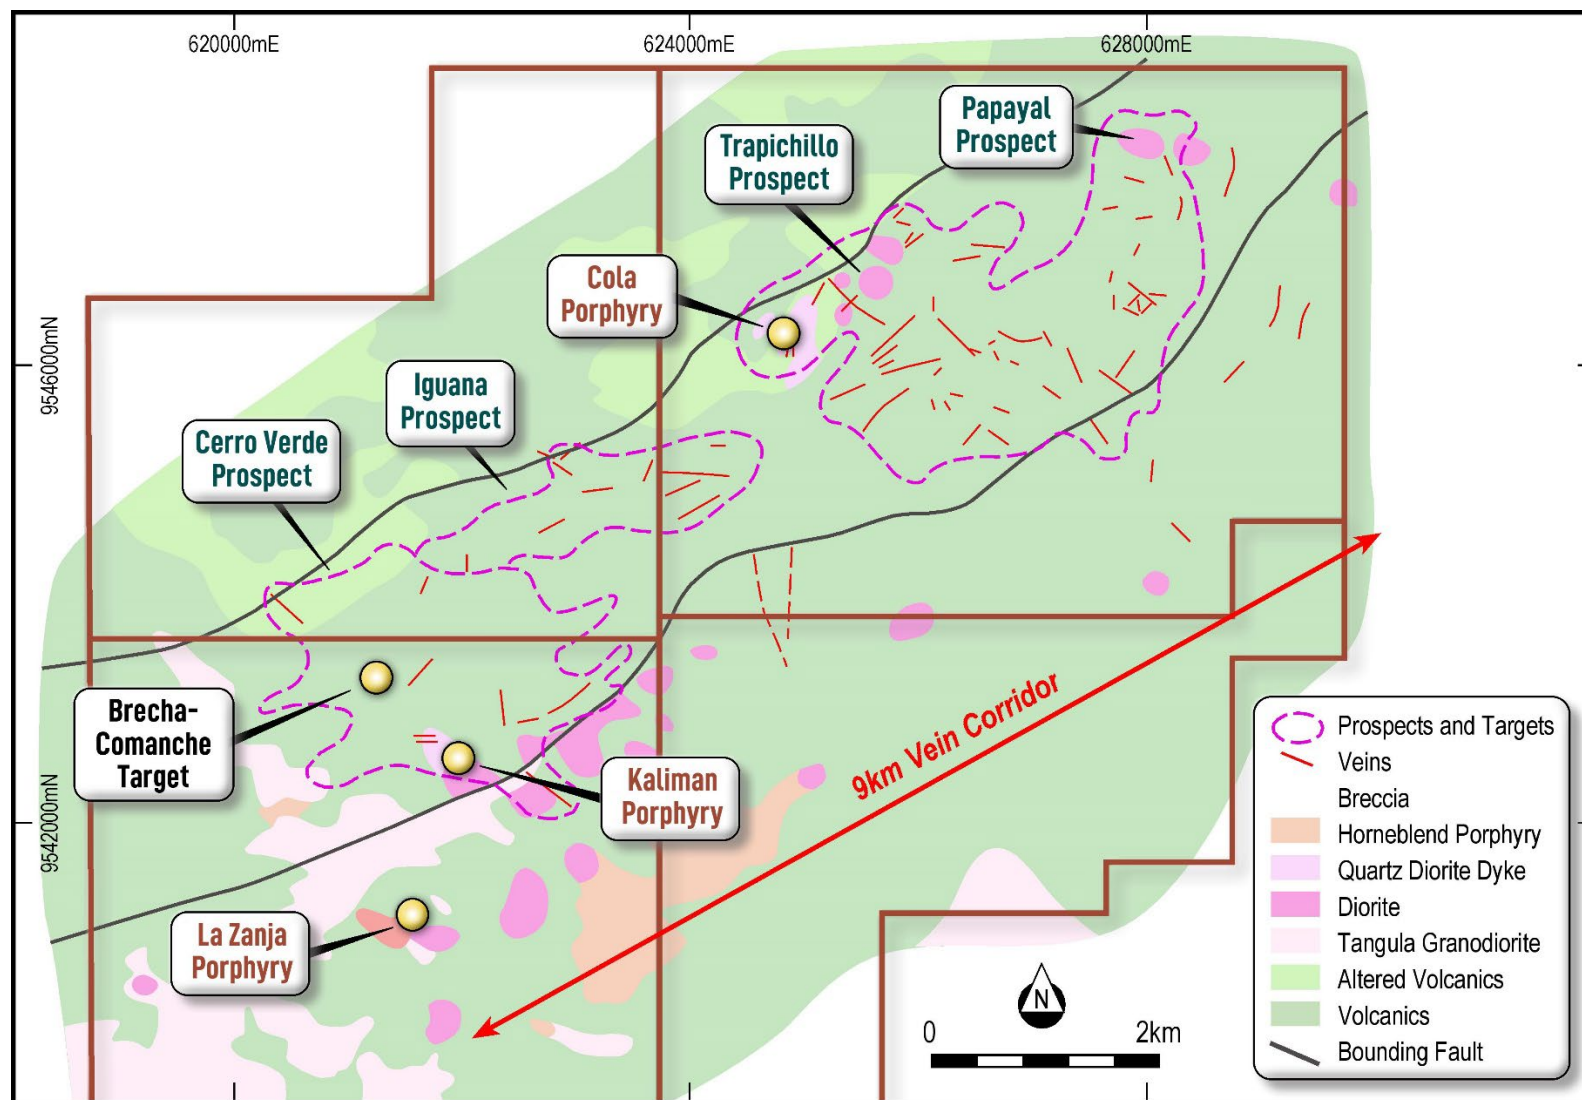 620000mE
624000mE
628000mE
Papayal
Prospect
Trapichillo
Prospect
Cola
Porphyry
9546000mN
Iguana
Prospect
Cerro Verde
Prospect
Brecha-
Comanche
Target
Kaliman
Porphyry
9542000mN
La Zanja
Porphyry
9km Vein Corridor
N
0
2km
Prospects and Targets
Veins
Breccia
Horneblend Porphyry
Quartz Diorite Dyke
Diorite
Tangula Granodiorite
Altered Volcanics
Volcanics
Bounding Fault